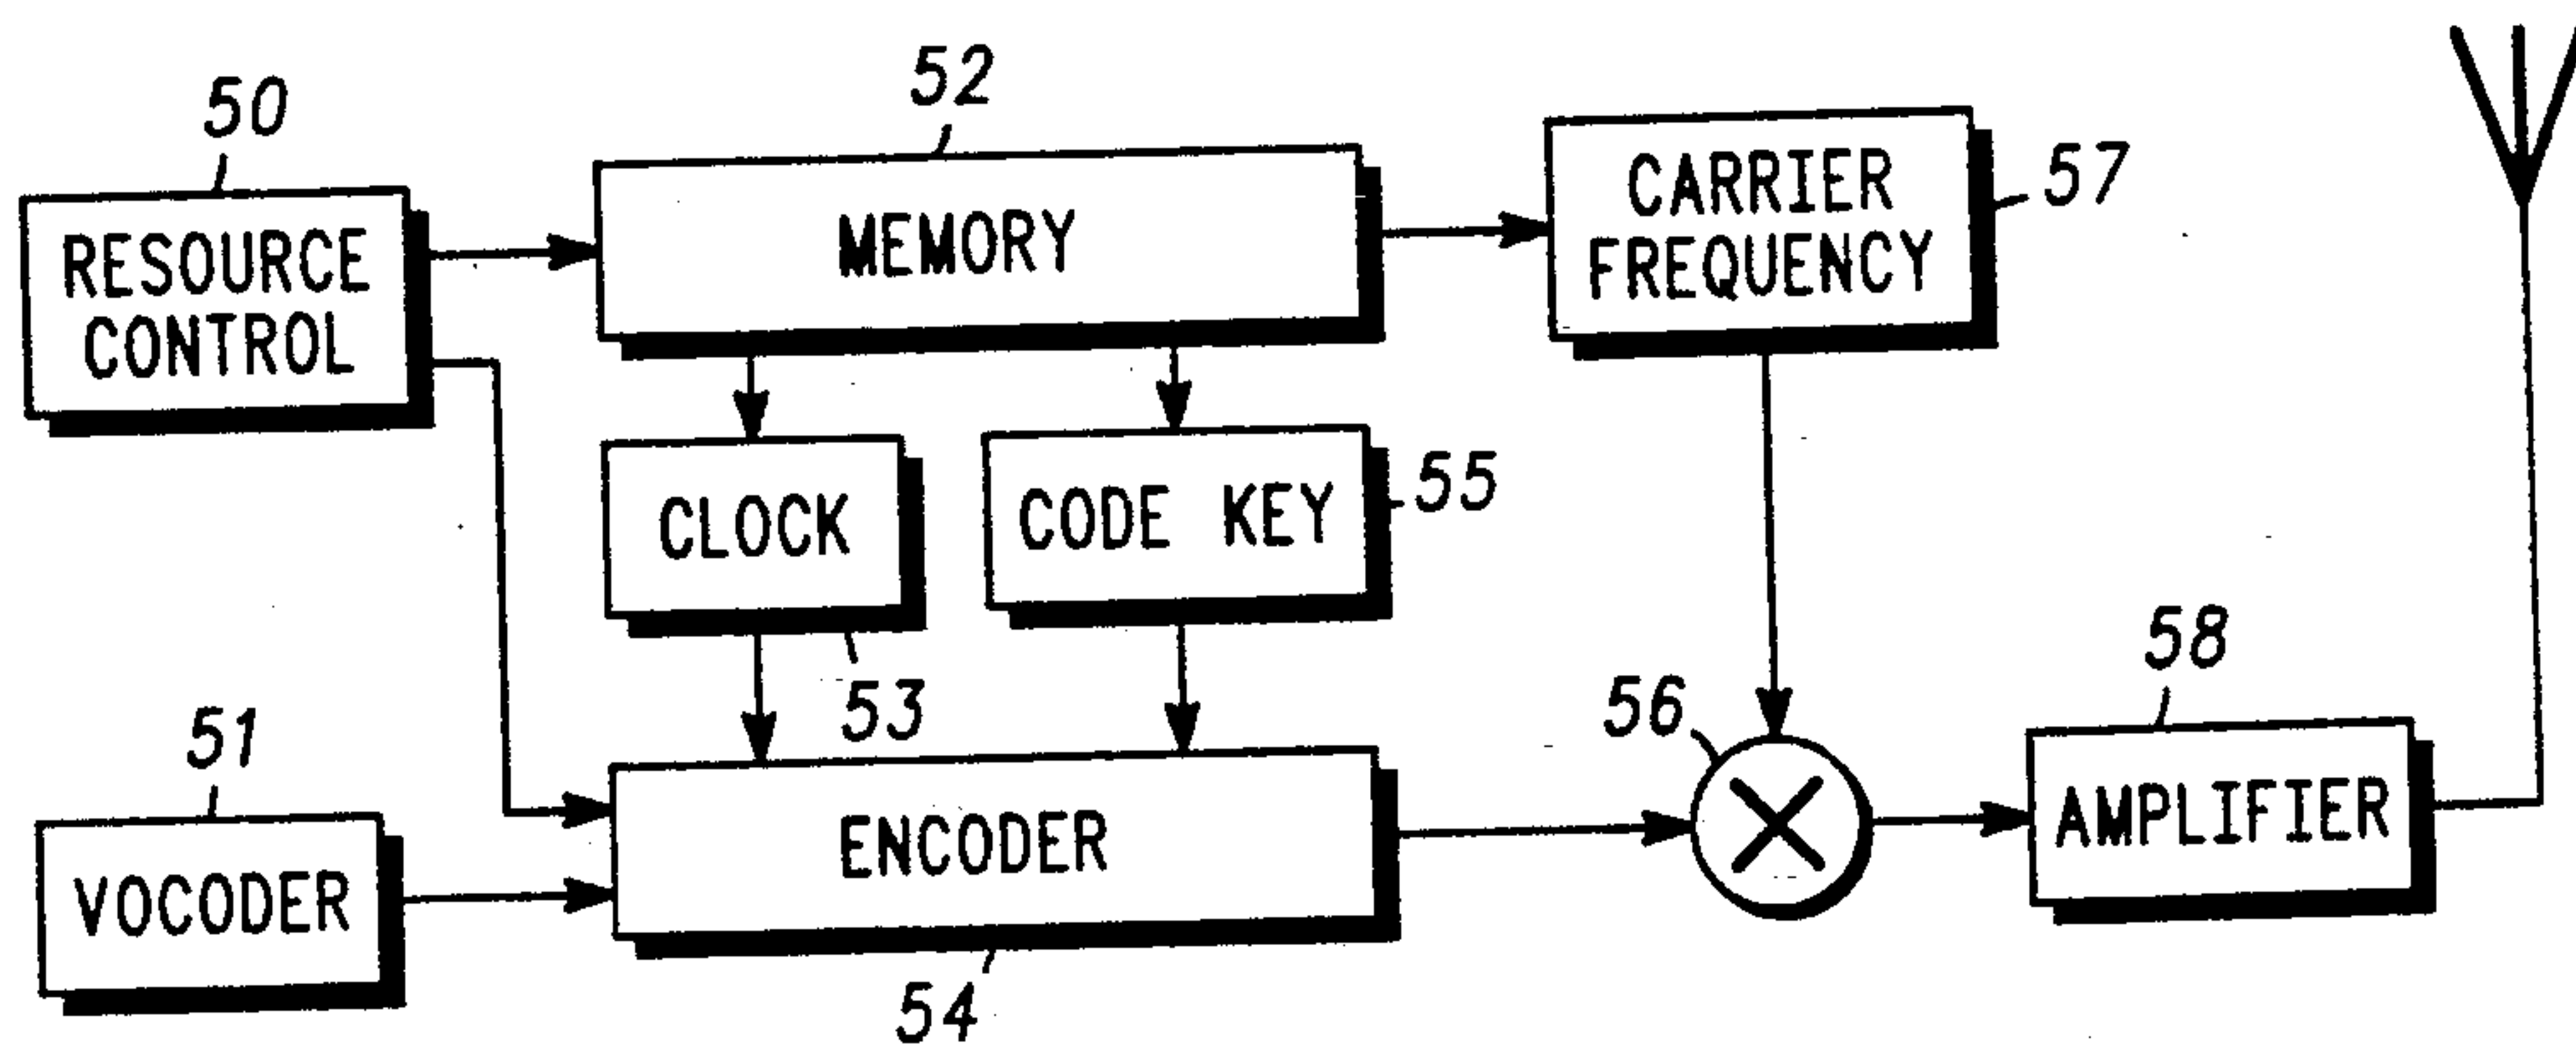 50
RESOURCE
CONTROL
52
MEMORY
CARRIER
FREQUENCY
57
CLOCK
53
CODE KEY
55
51
VOCODER
ENCODER
54
56
58
AMPLIFIER